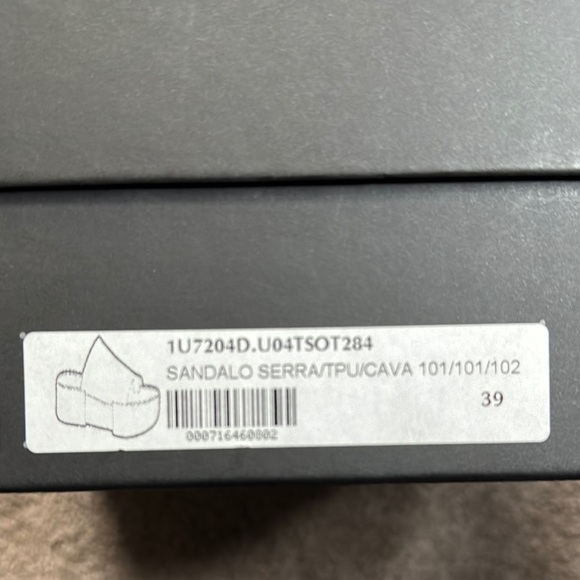 1U7204D.U04TSOT284
SANDALO SERRA/TPU/CAVA 101/101/102
39
000716460802